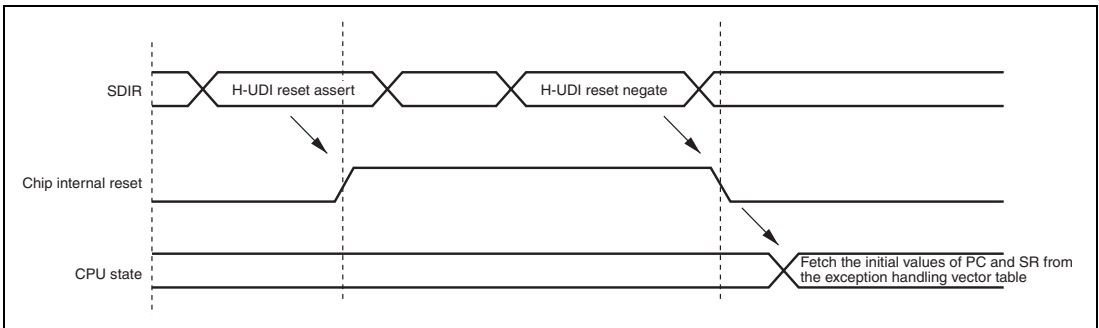 SDIR
H-UDI reset assert
H-UDI reset negate
Chip internal reset
CPU state
Fetch the initial values of PC and SR from
the exception handling vector table